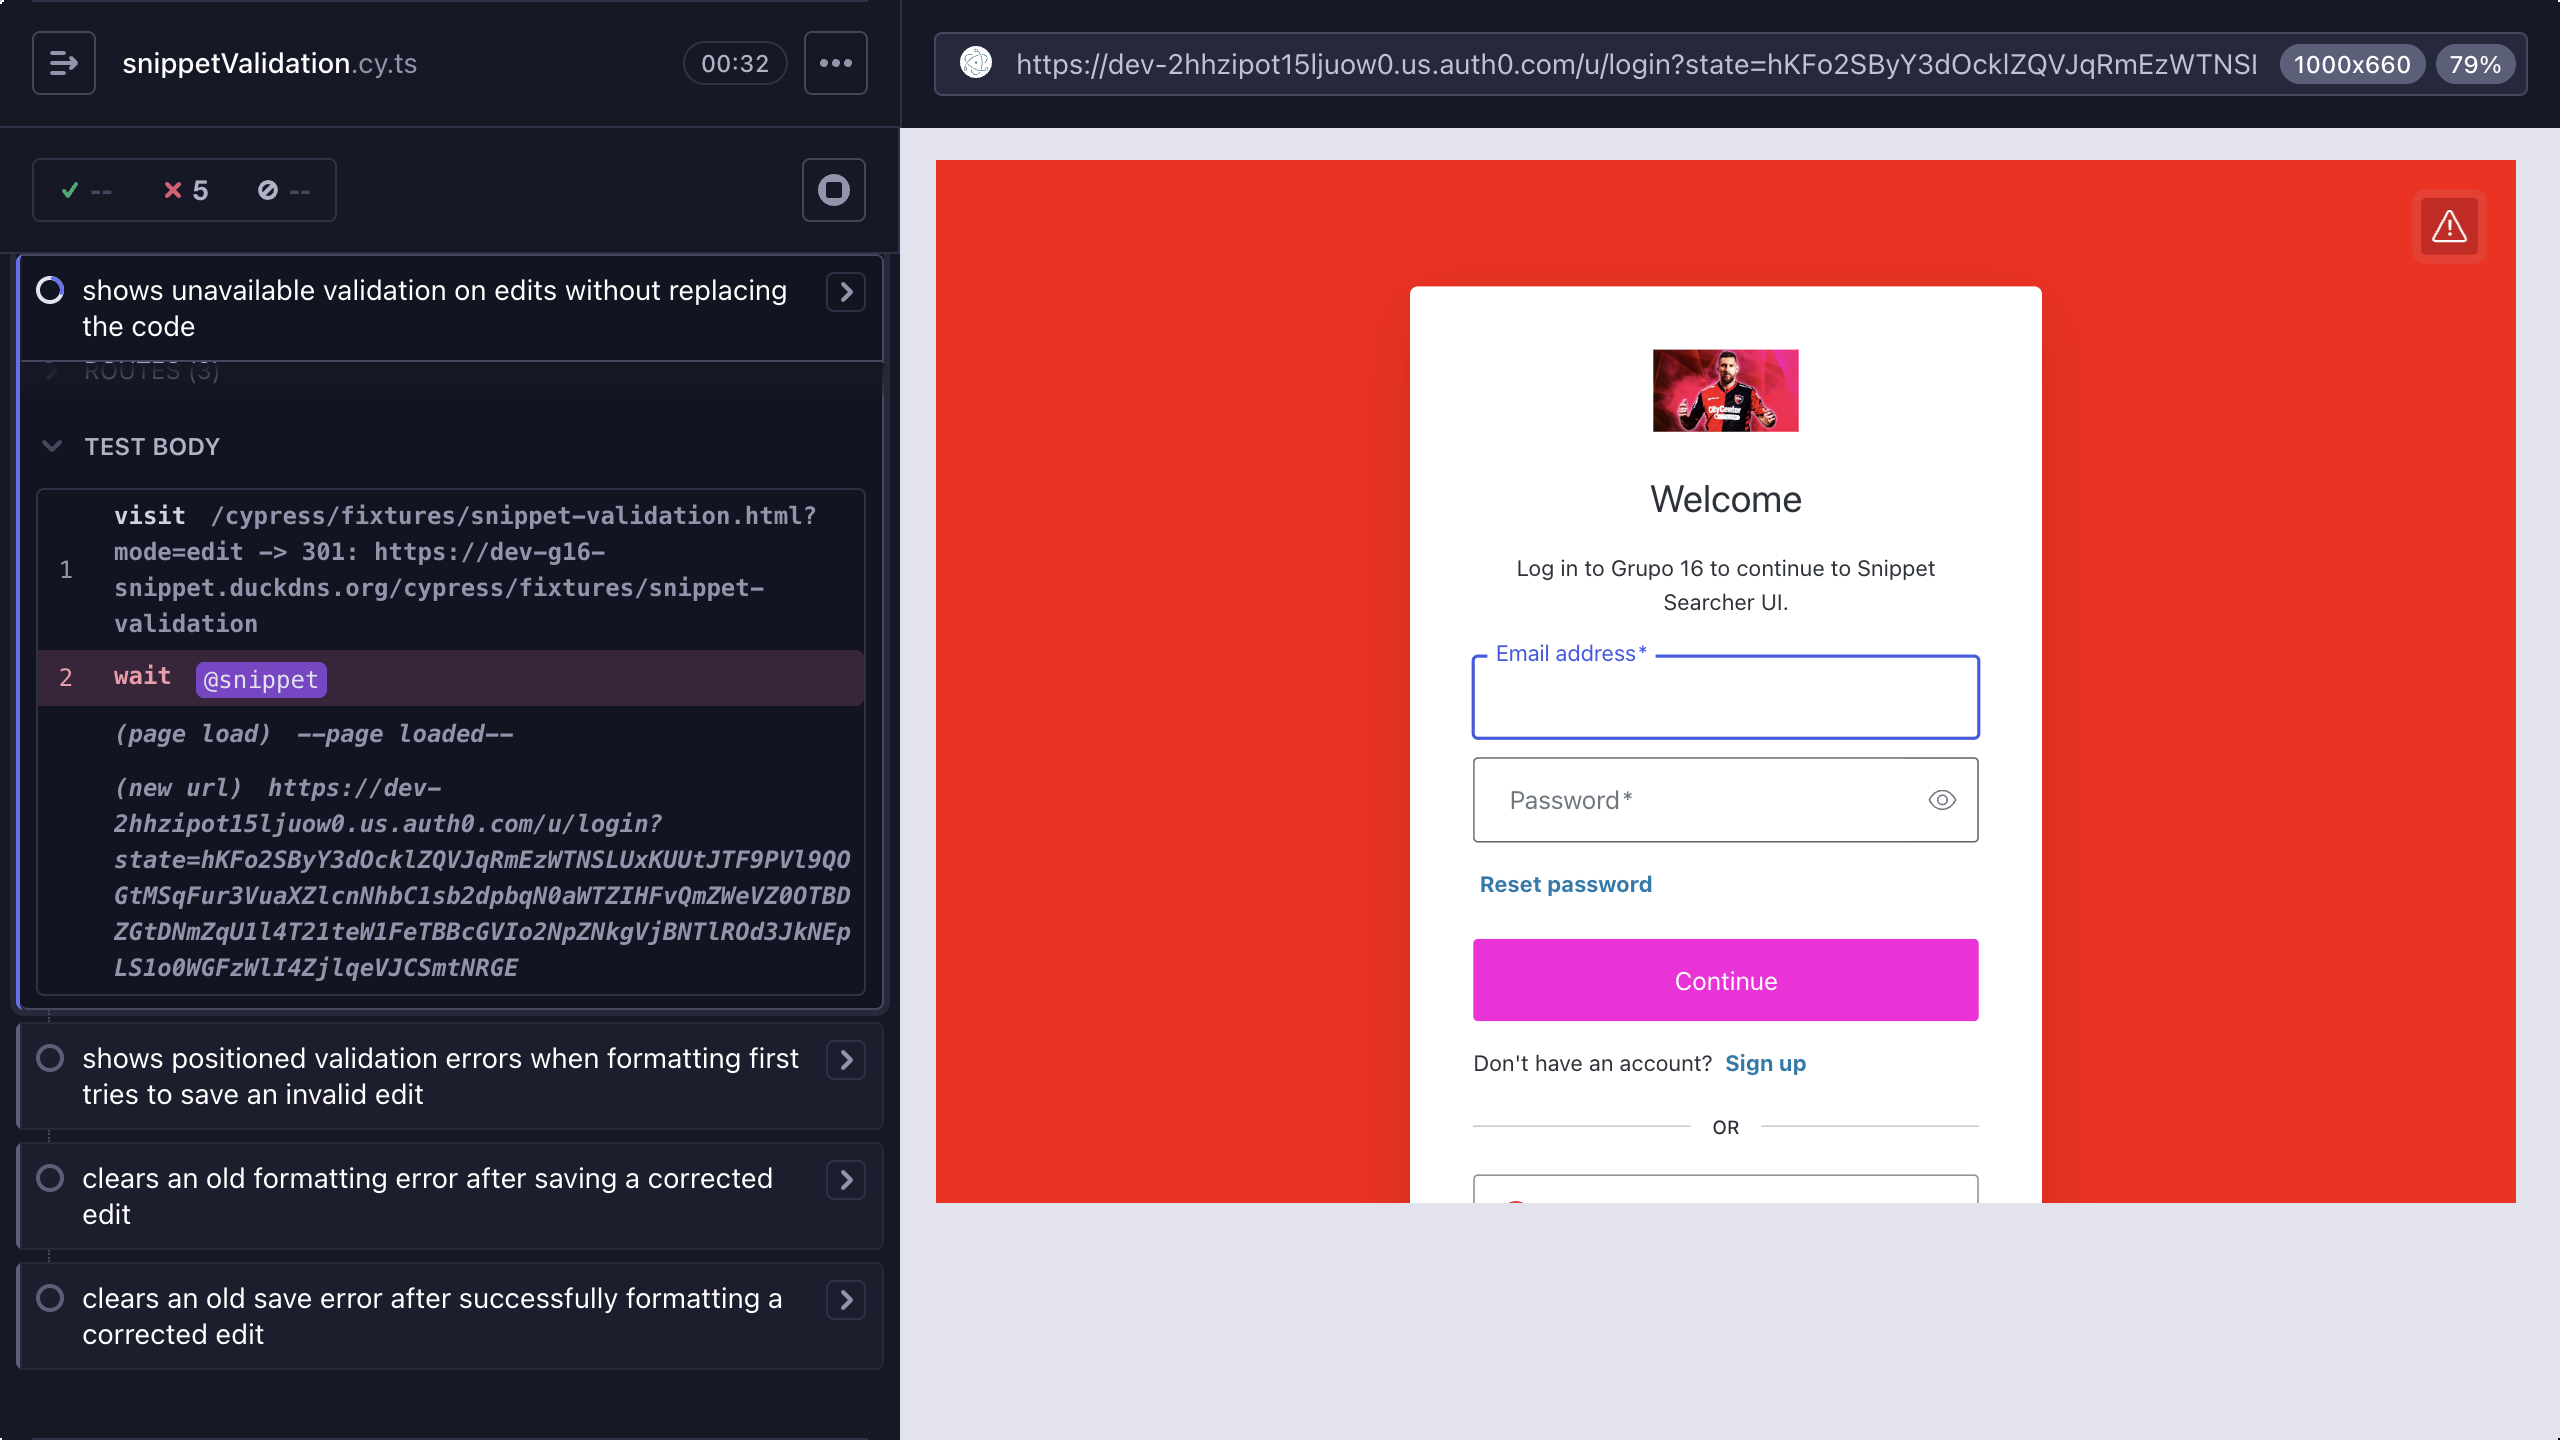 snippetValidation.cy.ts
00:32
-- 5 --
shows unavailable validation on edits without replacing
the code
ROUTES (3)
TEST BODY
visit /cypress/fixtures/snippet-validation.html?
1
mode=edit -> 301: https://dev-g16-
snippet.duckdns.org/cypress/fixtures/snippet-
validation
2 wait @snippet
(page load) --page loaded--
(new url) https://dev-
2hhzipot15ljuow0.us.auth0.com/u/login?
state=hKFo2SByY3dOcklZQVJqRmEzWTNSLUxKUUtJTF9PVl9QO
GtMSqFur3VuaXZlcnNhbC1sb2dpbqN0aWTZIHFvQmZWeVZ0OTBD
ZGtDNmZqU1l4T21teW1FeTBBcGVIo2NpZNkgVjBNTlROd3JkNEp
LS1o0WGFzWlI4ZjlqeVJCSmtNRGE
shows positioned validation errors when formatting first
tries to save an invalid edit
clears an old formatting error after saving a corrected
edit
clears an old save error after successfully formatting a
corrected edit
https://dev-2hhzipot15ljuow0.us.auth0.com/u/login?state=hKFo2SByY3dOcklZQVJqRmEzWTNSl
1000x660
79%
CityCenter
Welcome
Log in to Grupo 16 to continue to Snippet
Searcher UI.
Email address*
Password*
Reset password
Continue
Don't have an account? Sign up
OR